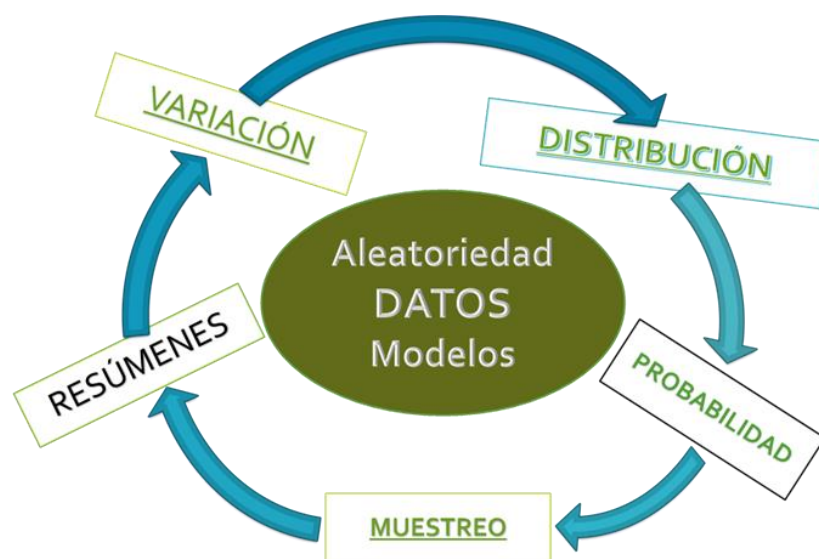 VARIACIÓN
DISTRIBUCIÓN
Aleatoriedad
DATOS
Modelos
RESÚMENES
PROBABILIDAD
MUESTREO